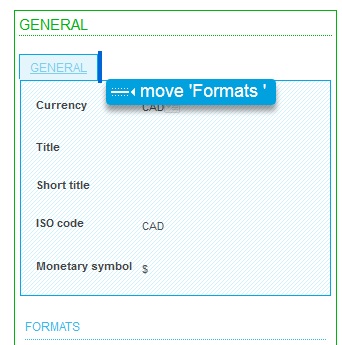 GENERAL
GENERAL
move 'Formats '
Currency CAD
Title
Short title
ISO code CAD
Monetary symbol $
FORMATS